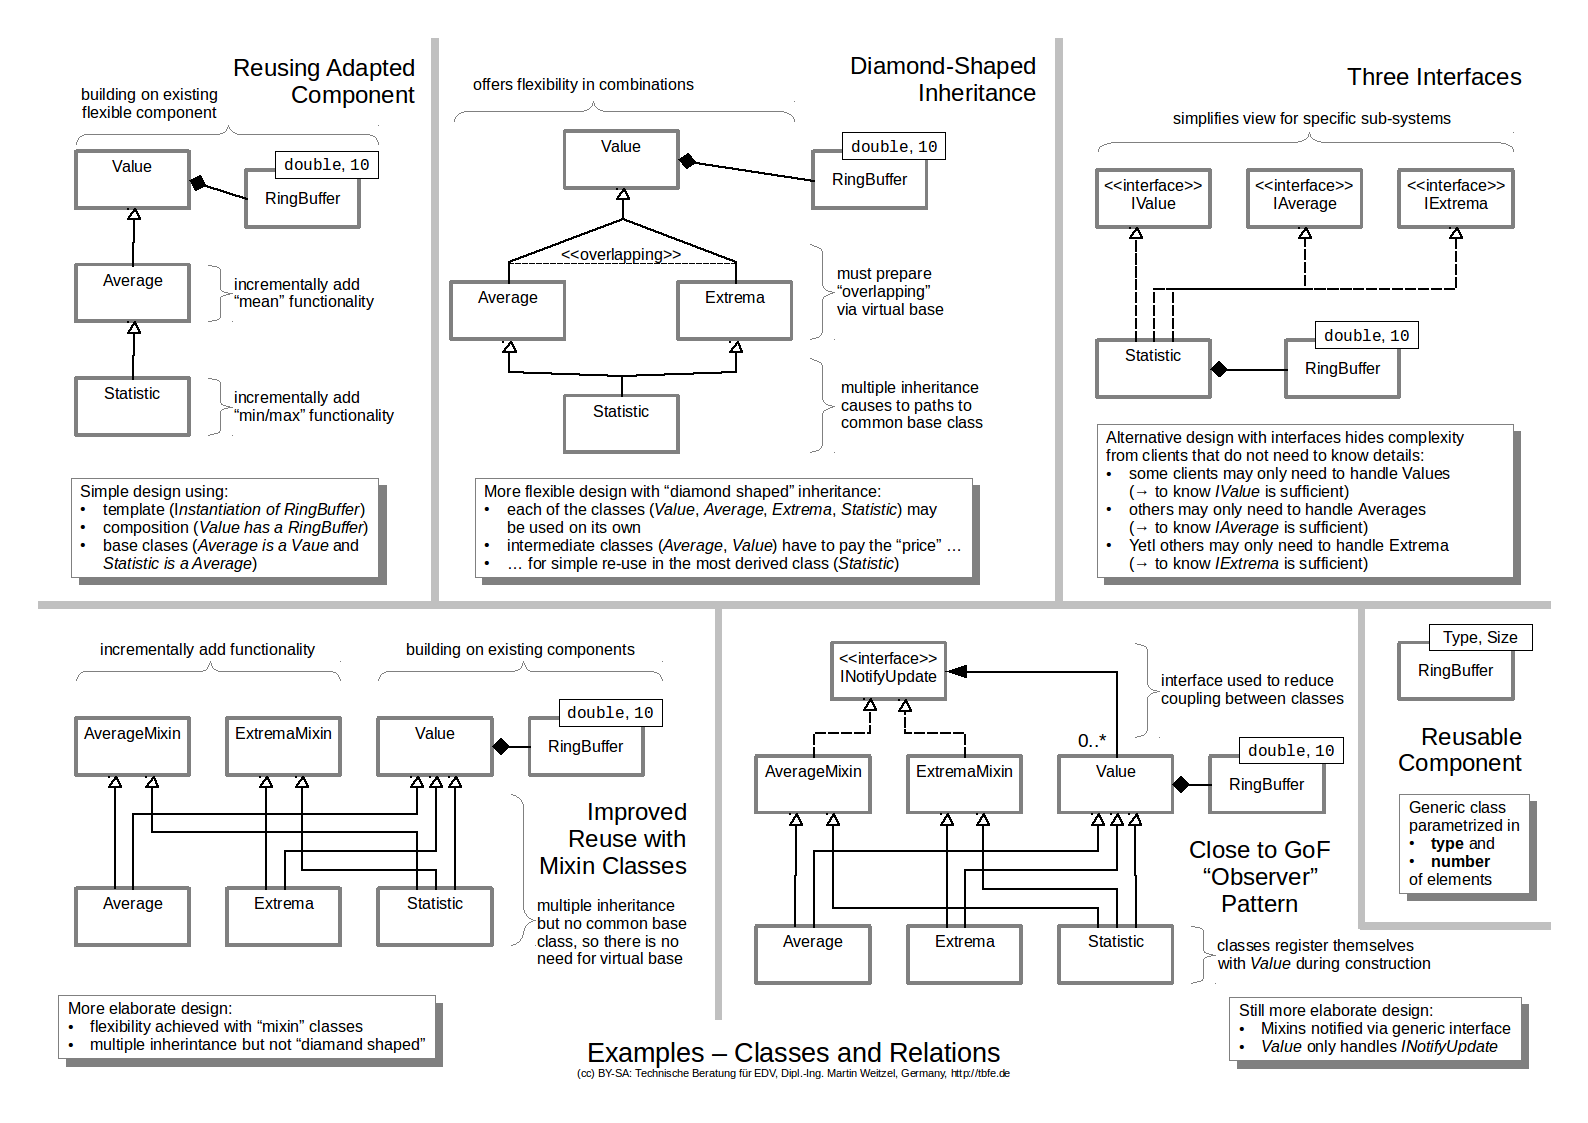 Reusing Adapted
Component
building on existing
flexible component
Value
double, 10
RingBuffer
Average
incrementally add
“mean” functionality
Statistic
incrementally add
“min/max” functionality
Simple design using:
• template (Instantiation of RingBuffer)
• composition (Value has a RingBuffer)
• base clases (Average is a Vaue and
Statistic is a Average)
Diamond-Shaped
Inheritance
offers flexibility in combinations
Value
double, 10
RingBuffer
<<overlapping>>
Average
Extrema
must prepare
“overlapping”
via virtual base
Statistic
multiple inheritance
causes to paths to
common base class
More flexible design with “diamond shaped” inheritance:
• each of the classes (Value, Average, Extrema, Statistic) may
be used on its own
• intermediate classes (Average, Value) have to pay the “price” …
• … for simple re-use in the most derived class (Statistic)
Three Interfaces
simplifies view for specific sub-systems
<<interface>>
IValue
<<interface>>
IAverage
<<interface>>
IExtrema
Statistic
double, 10
RingBuffer
Alternative design with interfaces hides complexity
from clients that do not need to know details:
• some clients may only need to handle Values
(→ to know IValue is sufficient)
• others may only need to handle Averages
(→ to know IAverage is sufficient)
• Yetl others may only need to handle Extrema
(→ to know IExtrema is sufficient)
incrementally add functionality
building on existing components
AverageMixin
ExtremaMixin
Value
double, 10
RingBuffer
Improved
Reuse with
Mixin Classes
Average
Extrema
Statistic
multiple inheritance
but no common base
class, so there is no
need for virtual base
More elaborate design:
• flexibility achieved with “mixin” classes
• multiple inherintance but not “diamand shaped”
<<interface>>
INotifyUpdate
interface used to reduce
coupling between classes
0..*
AverageMixin
ExtremaMixin
Value
double, 10
RingBuffer
Close to GoF
“Observer”
Pattern
Average
Extrema
Statistic
classes register themselves
with Value during construction
Still more elaborate design:
• Mixins notified via generic interface
• Value only handles INotifyUpdate
Type, Size
RingBuffer
Reusable
Component
Generic class
parametrized in
• type and
• number
of elements
Examples – Classes and Relations
(cc) BY-SA: Technische Beratung für EDV, Dipl.-Ing. Martin Weitzel, Germany, http://tbfe.de